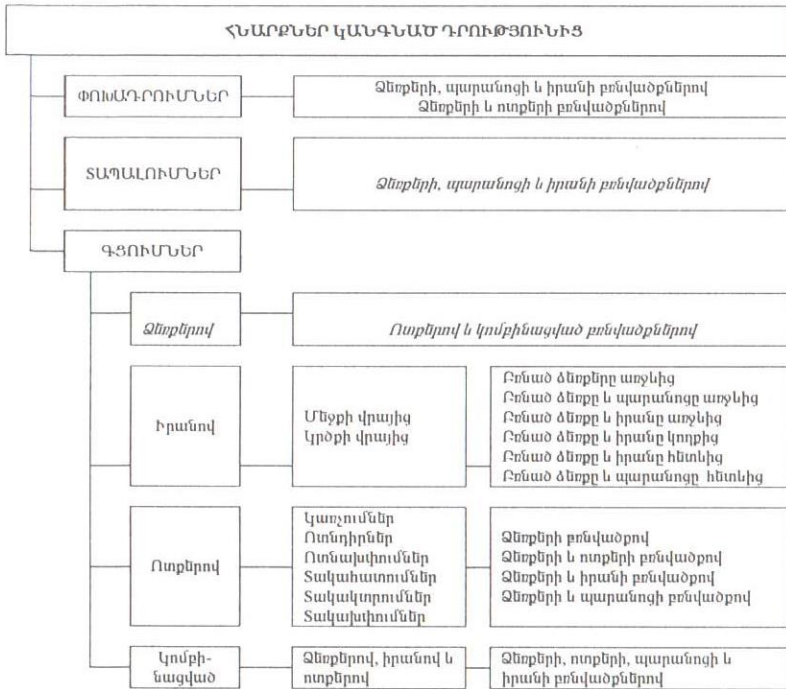 ՀՆԱՐՔՆԵՐ ԿԱՆԳՆԱԾ ԴՐՈՒԹՅՈՒՆԻՑ
ՓՈԽԱԴՐՈՒՄՆԵՐ
Ձեռքերի, պարանոցի և իրանի բռնվածքներով
Ձեռքերի և ոտքերի բռնվածքներով
ՏԱՊԱԼՈՒՄՆԵՐ
Ձեռքերի, պարանոցի և իրանի բռնվածքներով
ԳՑՈՒՄՆԵՐ
Ձեռքերով
Ոտքերով և կոմբինացված բռնվածքներով
Իրանով
Մեջքի վրայից
Կրծքի վրայից
Բռնած ձեռքերը առջևից
Բռնած ձեռքը և պարանոցը առջևից
Բռնած ձեռքը և իրանը առջևից
Բռնած ձեռքը և իրանը կողքից
Բռնած ձեռքը և իրանը հետևից
Բռնած ձեռքը և պարանոցը հետևից
Ոտքերով
Կառչումներ
Ոտնդիրներ
Ոտնախփումներ
Տակահատումներ
Տակակտրումներ
Տակախփումներ
Ձեռքերի բռնվածքով
Ձեռքերի և ոտքերի բռնվածքով
Ձեռքերի և իրանի բռնվածքով
Ձեռքերի և պարանոցի բռնվածքով
Կոմբի-
նացված
Ձեռքերով, իրանով և
ոտքերով
Ձեռքերի, ոտքերի, պարանոցի և
իրանի բռնվածքներով